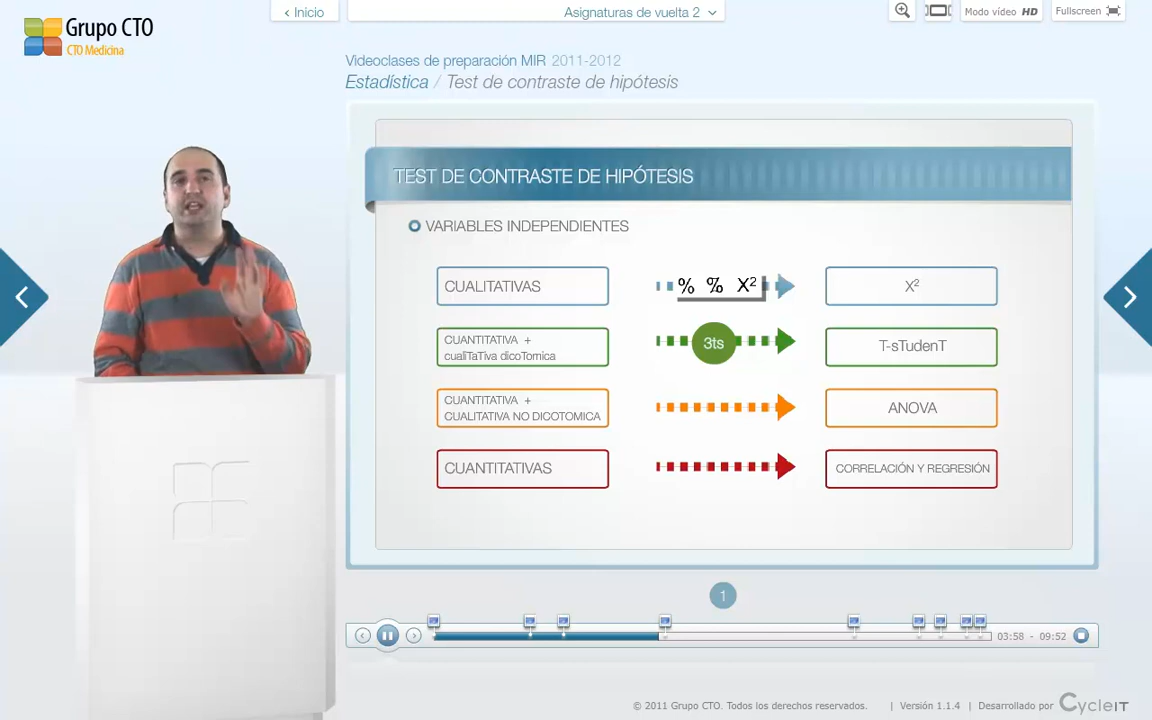 Grupo CTO
CTO Medicina
‹ Inicio
Asignaturas de vuelta 2
Modo vídeo HD
Fullscreen
Videoclases de preparación MIR 2011-2012
Estadística / Test de contraste de hipótesis
TEST DE CONTRASTE DE HIPÓTESIS
VARIABLES INDEPENDIENTES
CUALITATIVAS
% % X²
X²
CUANTITATIVA +
cualiTaTiva dicoTomica
3ts
T-sTudenT
CUANTITATIVA +
CUALITATIVA NO DICOTOMICA
ANOVA
CUANTITATIVAS
CORRELACIÓN Y REGRESIÓN
1
03:58 - 09:52
© 2011 Grupo CTO. Todos los derechos reservados. | Versión 1.1.4 | Desarrollado por CycleIT